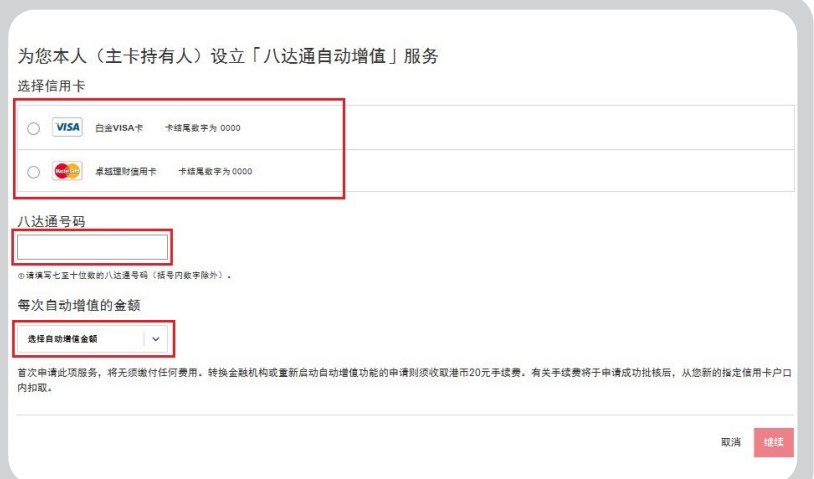 为您本人（主卡持有人）设立「八达通自动增值」服务
选择信用卡
VISA 白金VISA卡 卡结尾数字为 0000
MasterCard 卓越理财信用卡 卡结尾数字为 0000
八达通号码
①请填写七至十位数的八达通号码（括号内数字除外）。
每次自动增值的金额
选择自动增值金额
首次申请此项服务，将无须缴付任何费用。转换金融机构或重新启动自动增值功能的申请则须收取港币20元手续费。有关手续费将于申请成功批核后，从您新的指定信用卡户口
内扣取。
取消 继续